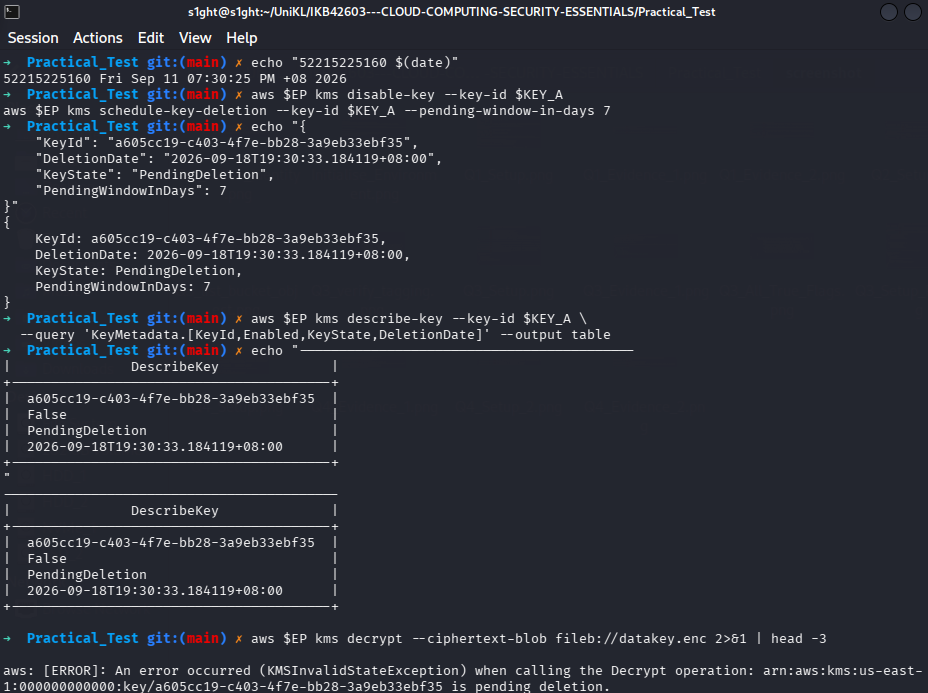 s1ght@s1ght:~/UniKL/IKB42603---CLOUD-COMPUTING-SECURITY-ESSENTIALS/Practical_Test
Session Actions Edit View Help
→ Practical_Test git:(main) ✗ echo "52215225160 $(date)"
52215225160 Fri Sep 11 07:30:25 PM +08 2026
→ Practical_Test git:(main) ✗ aws $EP kms disable-key --key-id $KEY_A
aws $EP kms schedule-key-deletion --key-id $KEY_A --pending-window-in-days 7
→ Practical_Test git:(main) ✗ echo "{
    "KeyId": "a605cc19-c403-4f7e-bb28-3a9eb33ebf35",
    "DeletionDate": "2026-09-18T19:30:33.184119+08:00",
    "KeyState": "PendingDeletion",
    "PendingWindowInDays": 7
}"
{
    KeyId: a605cc19-c403-4f7e-bb28-3a9eb33ebf35,
    DeletionDate: 2026-09-18T19:30:33.184119+08:00,
    KeyState: PendingDeletion,
    PendingWindowInDays: 7
}
→ Practical_Test git:(main) ✗ aws $EP kms describe-key --key-id $KEY_A \
  --query 'KeyMetadata.[KeyId,Enabled,KeyState,DeletionDate]' --output table
→ Practical_Test git:(main) ✗ echo "-----------------------------------------
|               DescribeKey              |
+----------------------------------------+
|  a605cc19-c403-4f7e-bb28-3a9eb33ebf35  |
|  False                                 |
|  PendingDeletion                       |
|  2026-09-18T19:30:33.184119+08:00      |
+----------------------------------------+
"
-----------------------------------------
|               DescribeKey              |
+----------------------------------------+
|  a605cc19-c403-4f7e-bb28-3a9eb33ebf35  |
|  False                                 |
|  PendingDeletion                       |
|  2026-09-18T19:30:33.184119+08:00      |
+----------------------------------------+
→ Practical_Test git:(main) ✗ aws $EP kms decrypt --ciphertext-blob fileb://datakey.enc 2>&1 | head -3
aws: [ERROR]: An error occurred (KMSInvalidStateException) when calling the Decrypt operation: arn:aws:kms:us-east-
1:000000000000:key/a605cc19-c403-4f7e-bb28-3a9eb33ebf35 is pending deletion.